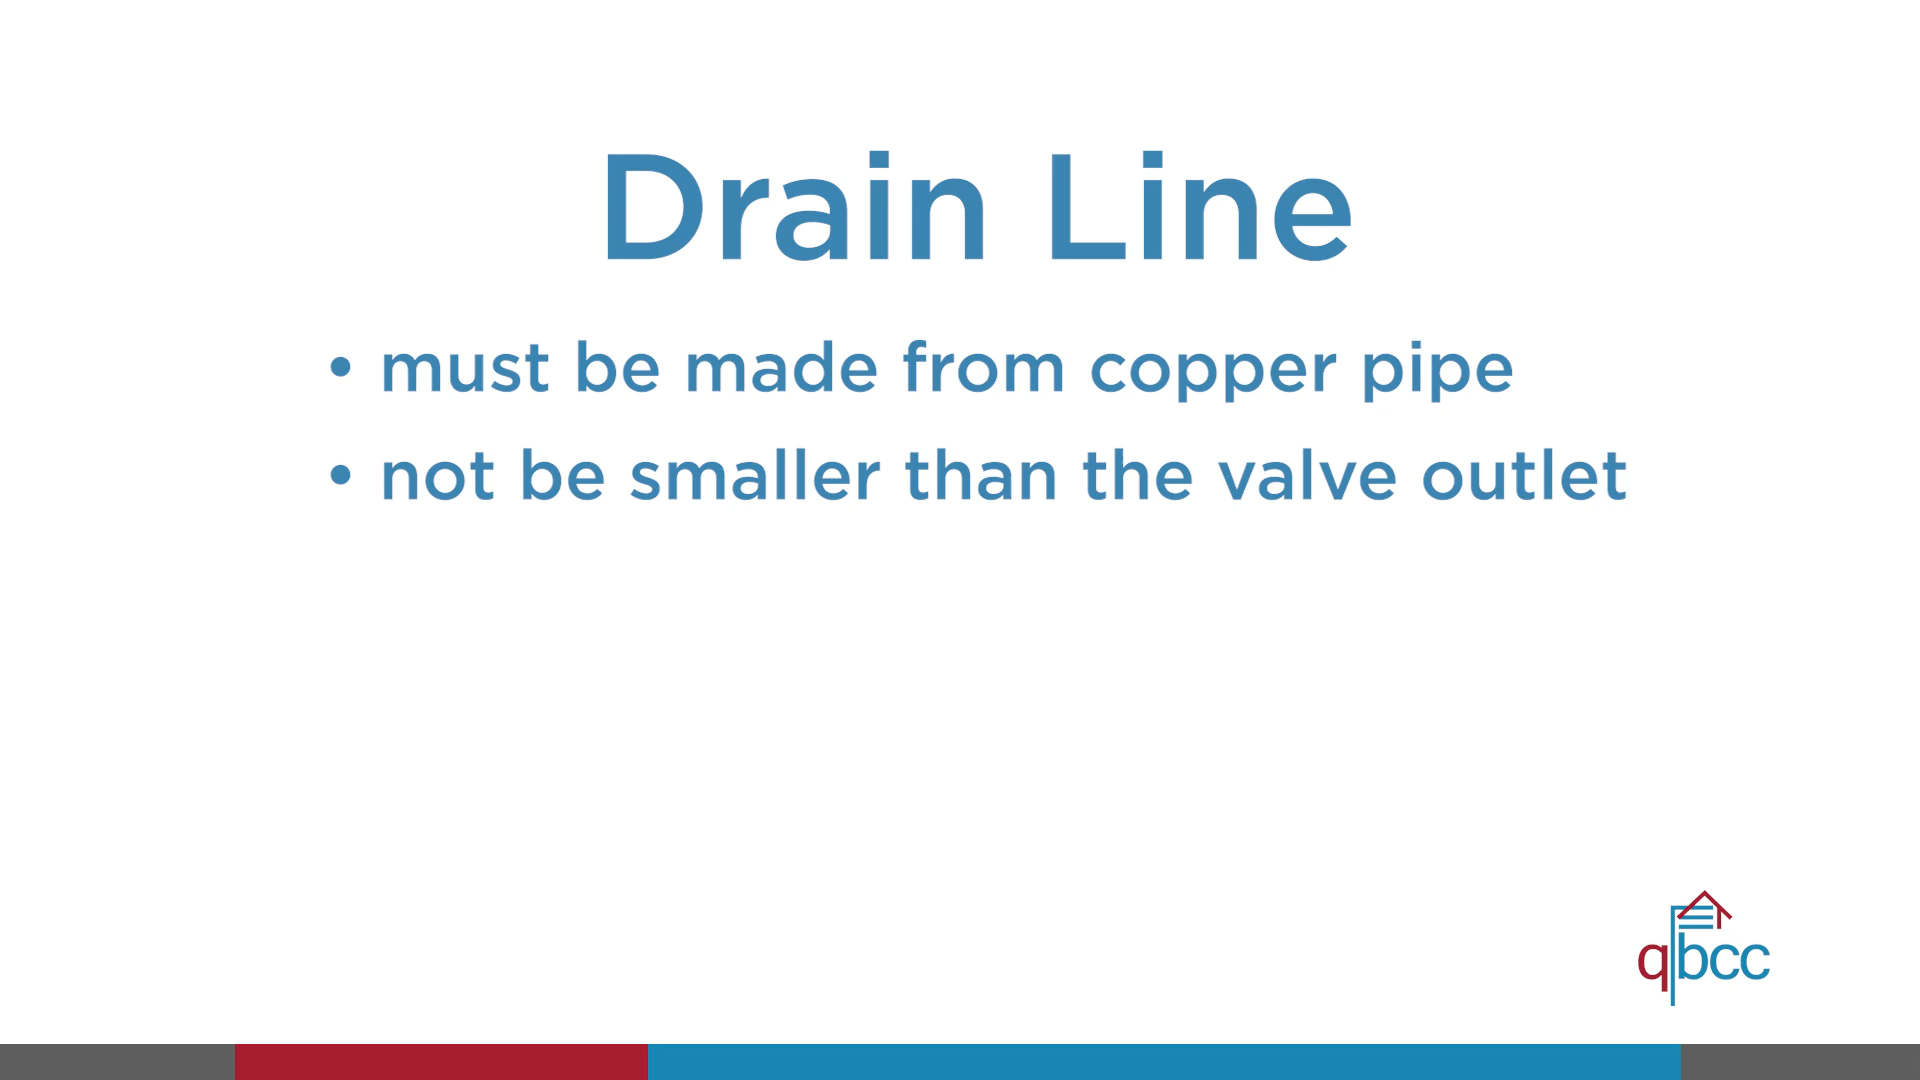 Drain Line
• must be made from copper pipe
• not be smaller than the valve outlet
qbcc